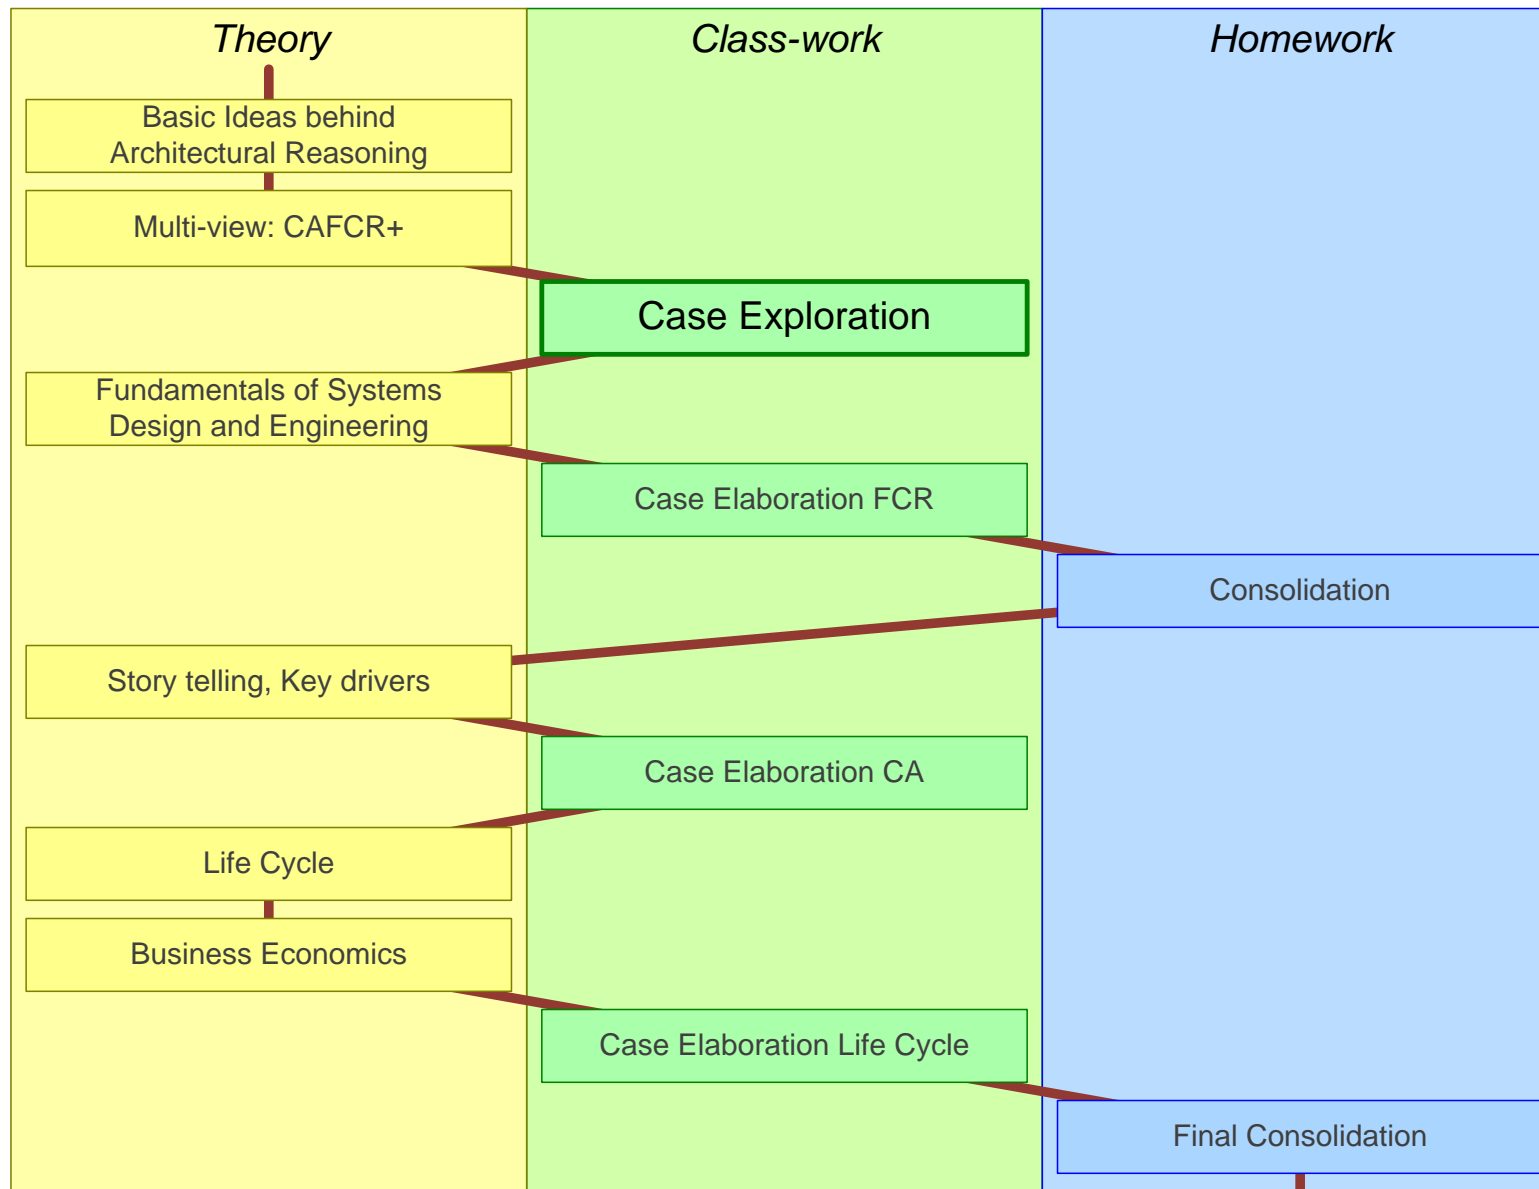 Theory
Class-work
Homework
Basic Ideas behind
Architectural Reasoning
Multi-view: CAFCR+
Case Exploration
Fundamentals of Systems
Design and Engineering
Case Elaboration FCR
Consolidation
Story telling, Key drivers
Case Elaboration CA
Life Cycle
Business Economics
Case Elaboration Life Cycle
Final Consolidation